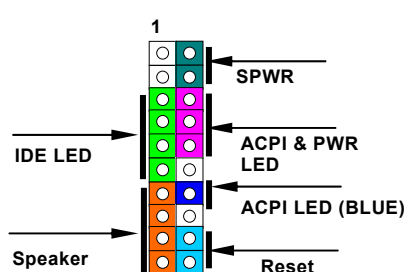 1
SPWR
IDE LED
ACPI & PWR
LED
ACPI LED (BLUE)
Speaker
Reset